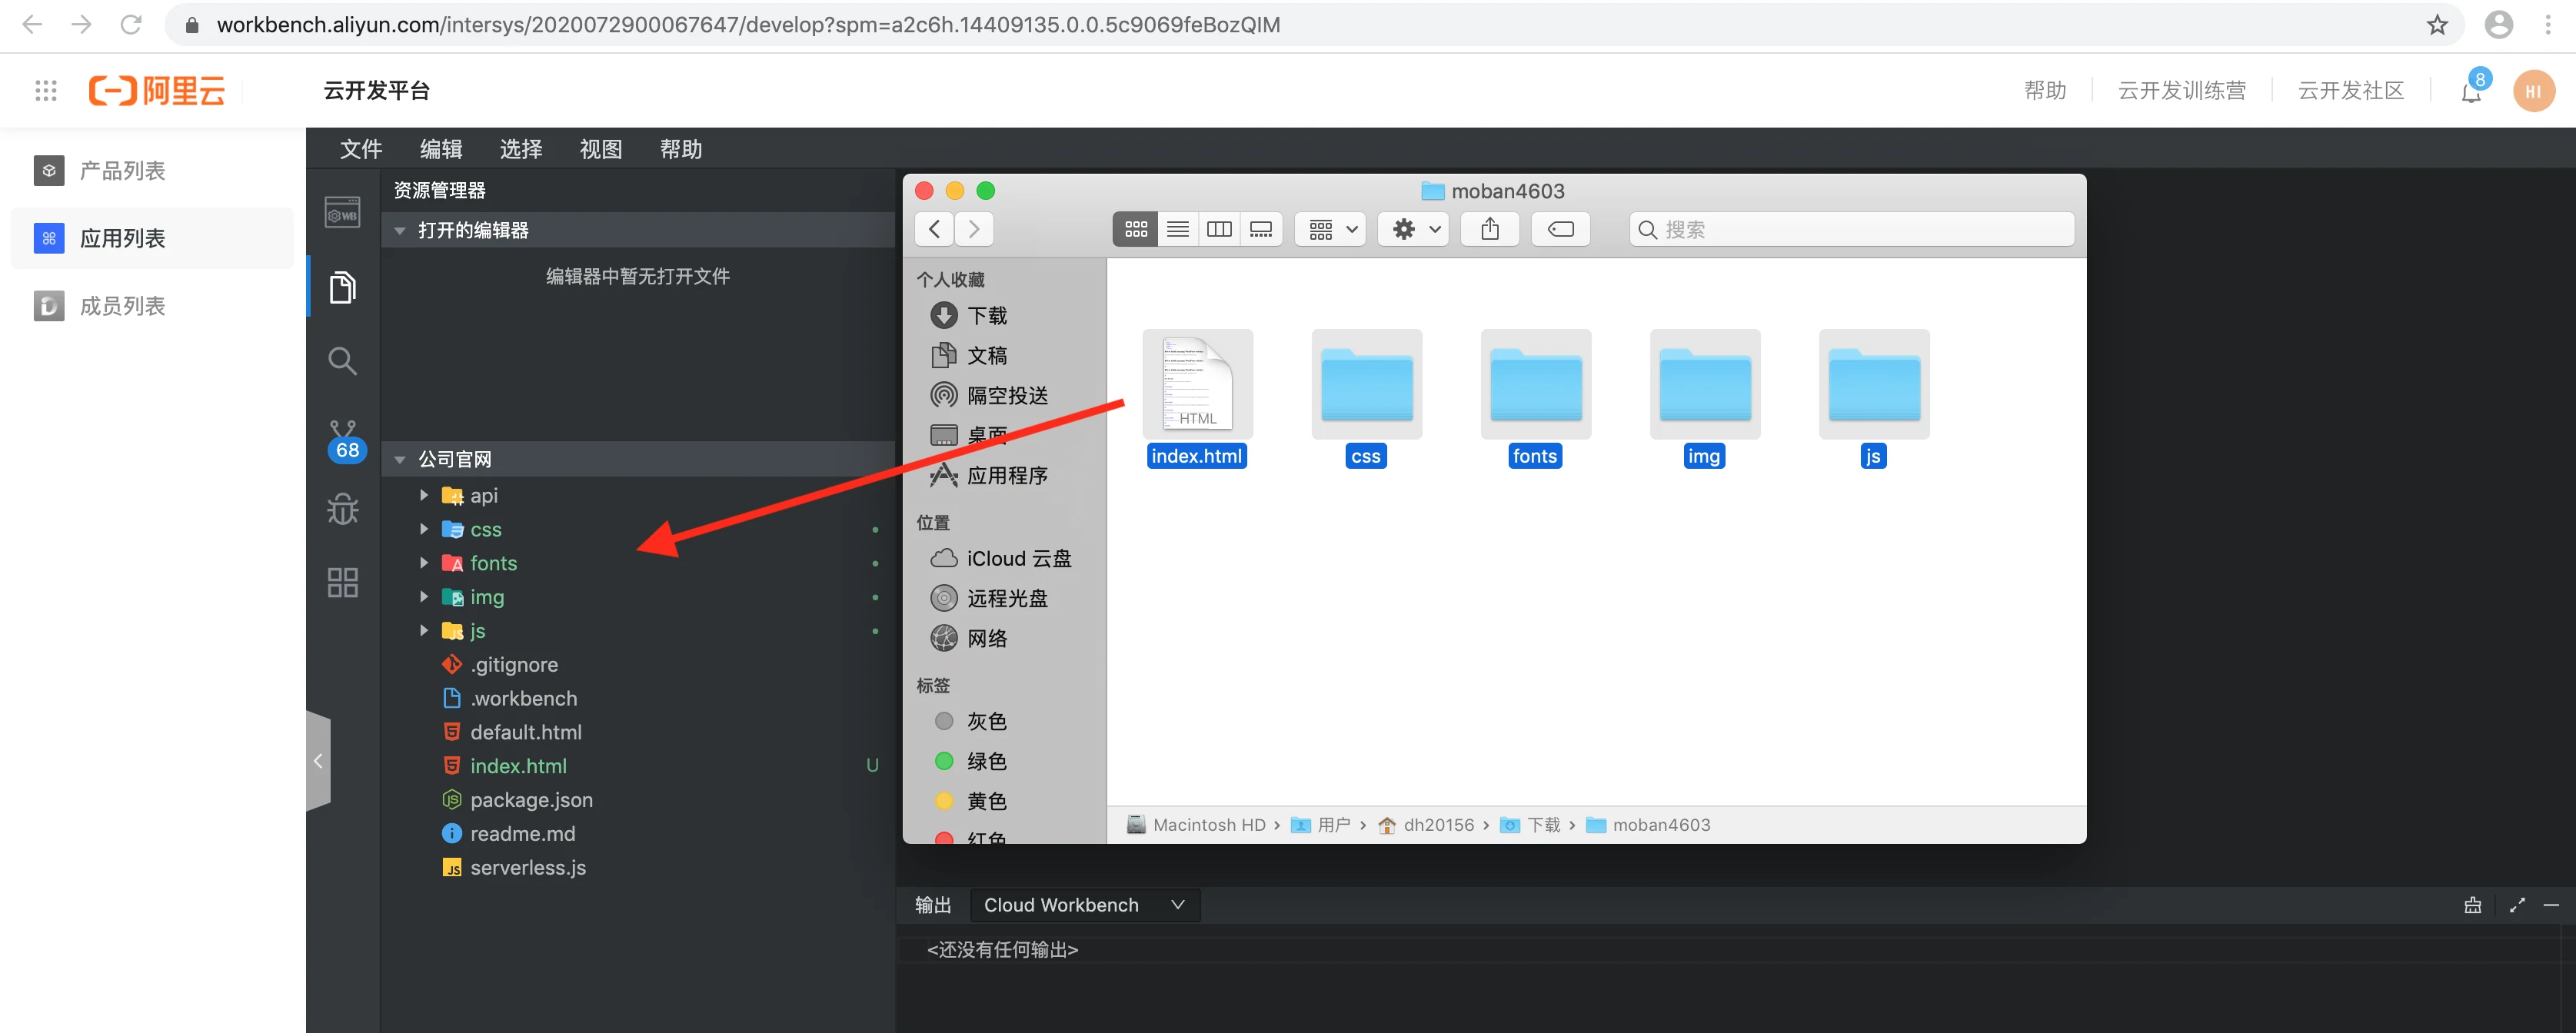 workbench.aliyun.com/intersys/2020072900067647/develop?spm=a2c6h.14409135.0.0.5c9069feBozQIM
阿里云
云开发平台
帮助
云开发训练营
云开发社区
8
HI
产品列表
应用列表
成员列表
文件 编辑 选择 视图 帮助
WB
资源管理器
打开的编辑器
编辑器中暂无打开文件
68
公司官网
api
css
fonts
img
js
.gitignore
.workbench
default.html
index.html U
package.json
readme.md
serverless.js
moban4603
搜索
个人收藏
下载
文稿
隔空投送
桌面
应用程序
位置
iCloud 云盘
远程光盘
网络
标签
灰色
绿色
黄色
红色
HTML
index.html
css
fonts
img
js
Macintosh HD › 用户 › dh20156 › 下载 › moban4603
输出
Cloud Workbench
<还没有任何输出>